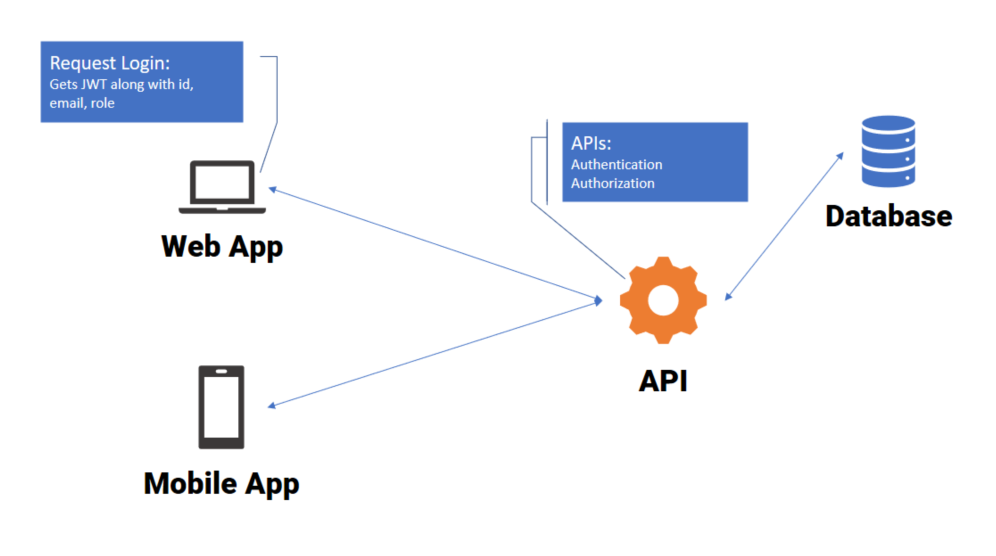 Request Login:
Gets JWT along with id,
email, role
APIs:
Authentication
Authorization
Database
Web App
API
Mobile App